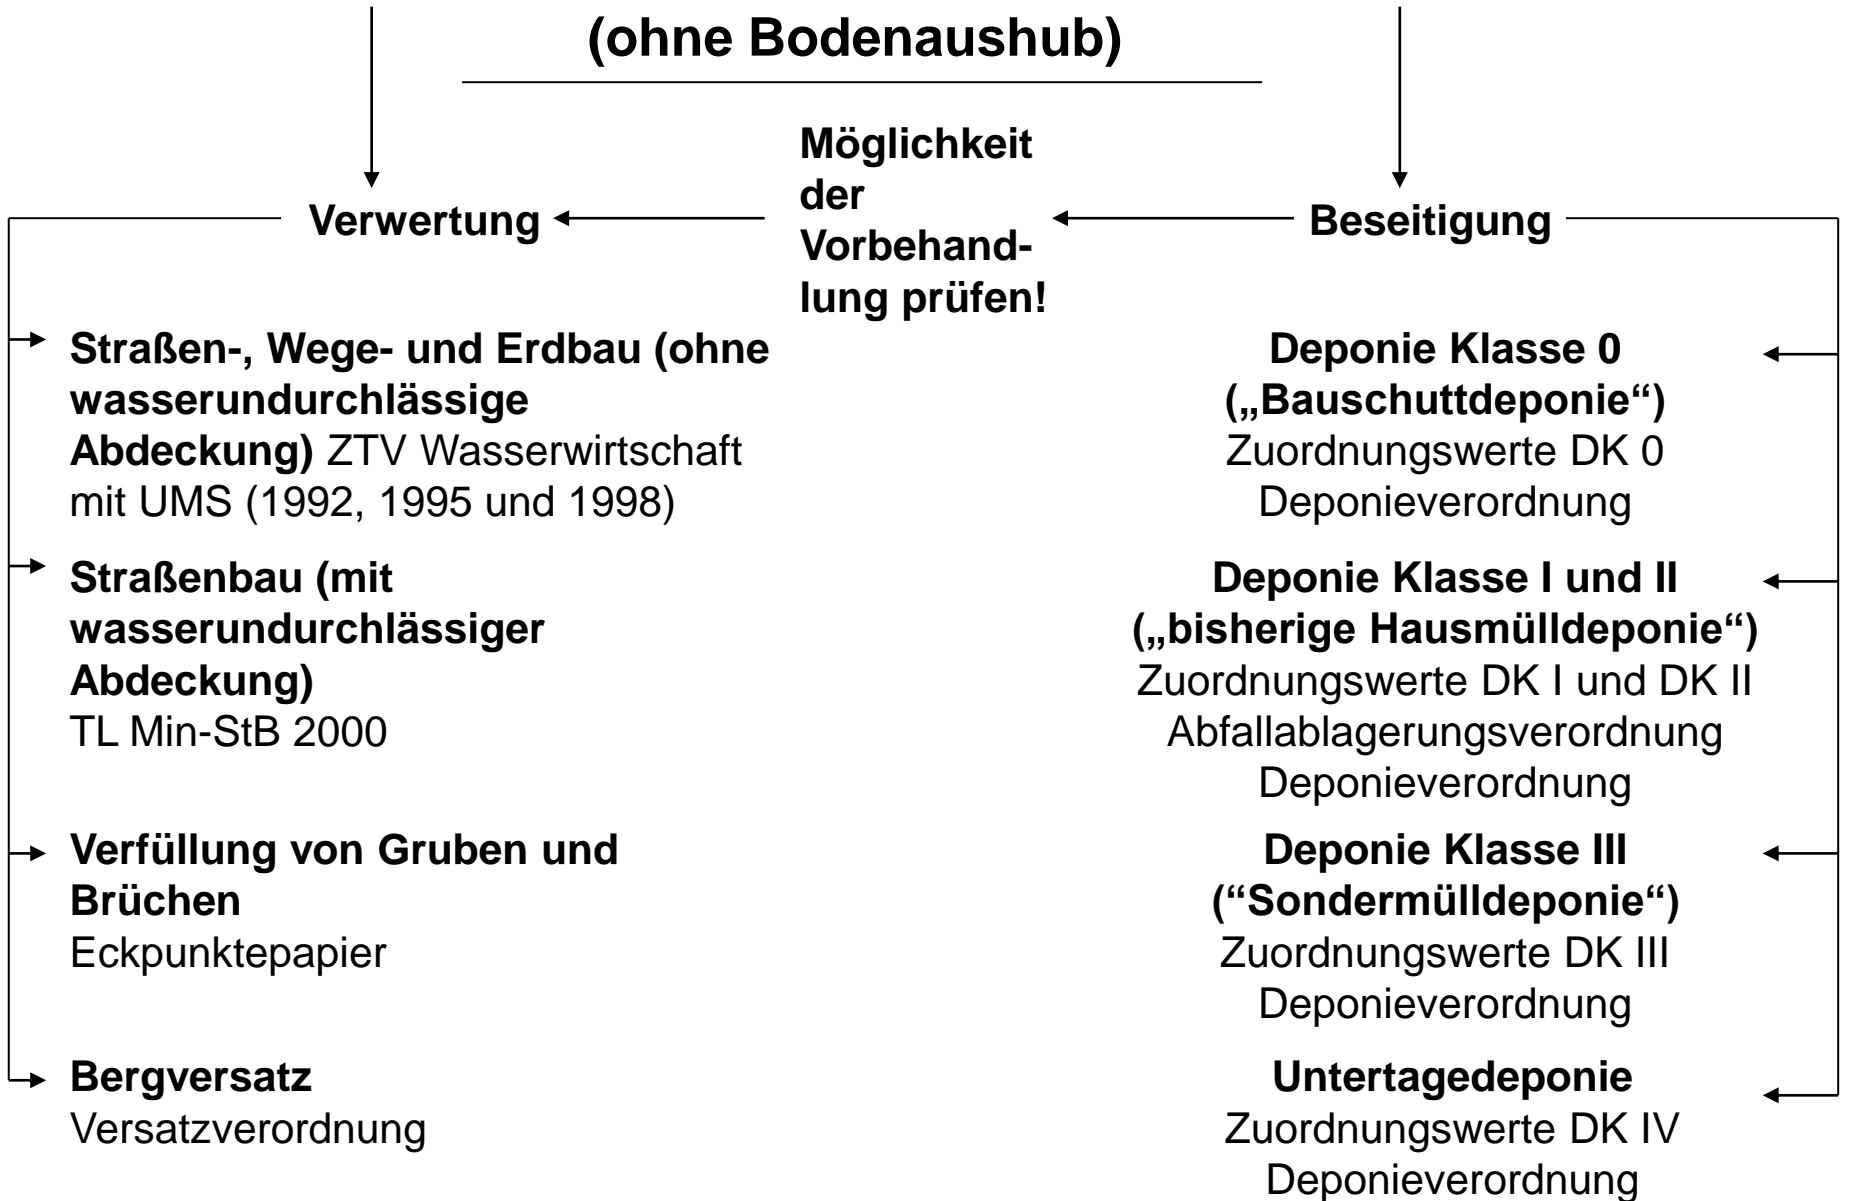 (ohne Bodenaushub)
Möglichkeit
der
Vorbehand-
lung prüfen!
Verwertung
Beseitigung
Straßen-, Wege- und Erdbau (ohne
wasserundurchlässige
Abdeckung) ZTV Wasserwirtschaft
mit UMS (1992, 1995 und 1998)
Straßenbau (mit
wasserundurchlässiger
Abdeckung)
TL Min-StB 2000
Verfüllung von Gruben und
Brüchen
Eckpunktepapier
Bergversatz
Versatzverordnung
Deponie Klasse 0
(„Bauschuttdeponie“)
Zuordnungswerte DK 0
Deponieverordnung
Deponie Klasse I und II
(„bisherige Hausmülldeponie“)
Zuordnungswerte DK I und DK II
Abfallablagerungsverordnung
Deponieverordnung
Deponie Klasse III
(“Sondermülldeponie“)
Zuordnungswerte DK III
Deponieverordnung
Untertagedeponie
Zuordnungswerte DK IV
Deponieverordnung